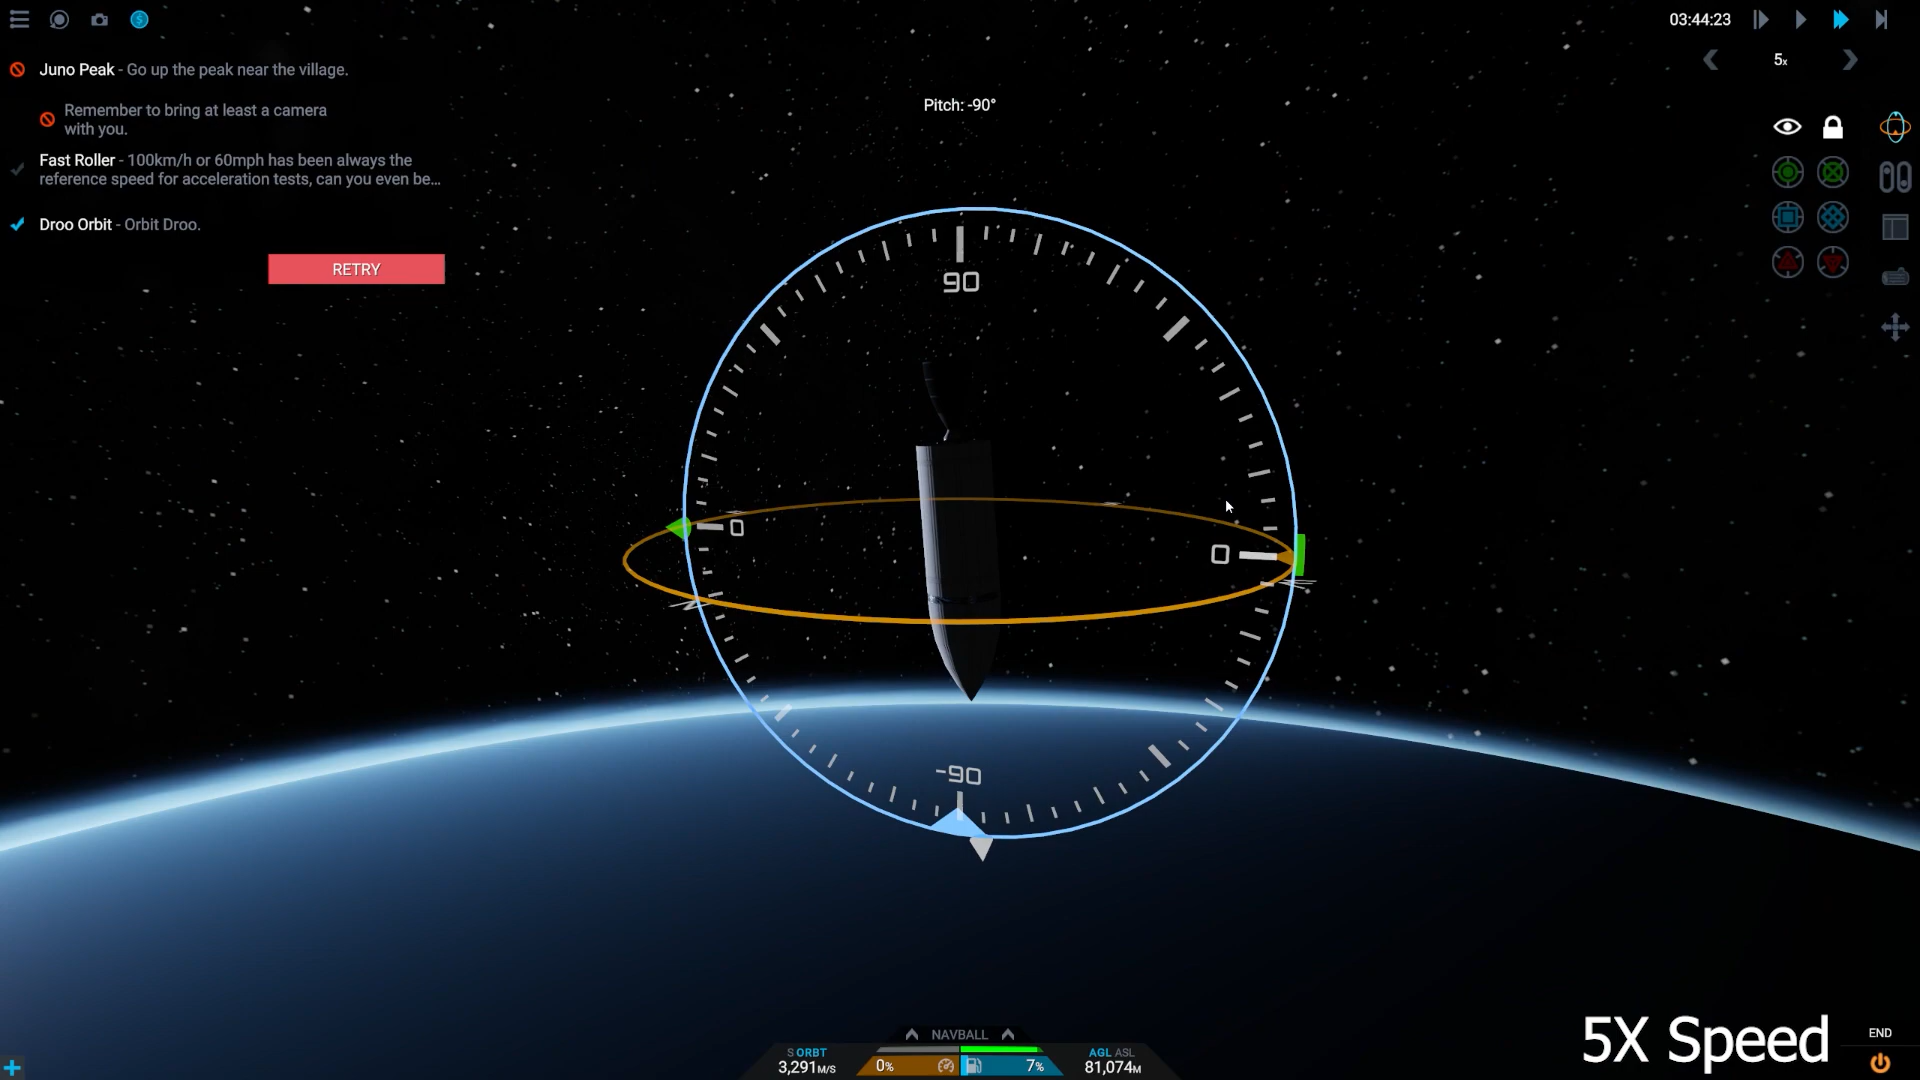 03:44:23
5x
Juno Peak - Go up the peak near the village.
Remember to bring at least a camera
with you.
Fast Roller - 100km/h or 60mph has been always the
reference speed for acceleration tests, can you even be...
Droo Orbit - Orbit Droo.
RETRY
Pitch: -90°
90
0
0
-90
NAVBALL
S ORBT
3,291M/S
0%
7%
AGL ASL
81,074M
5X Speed
END